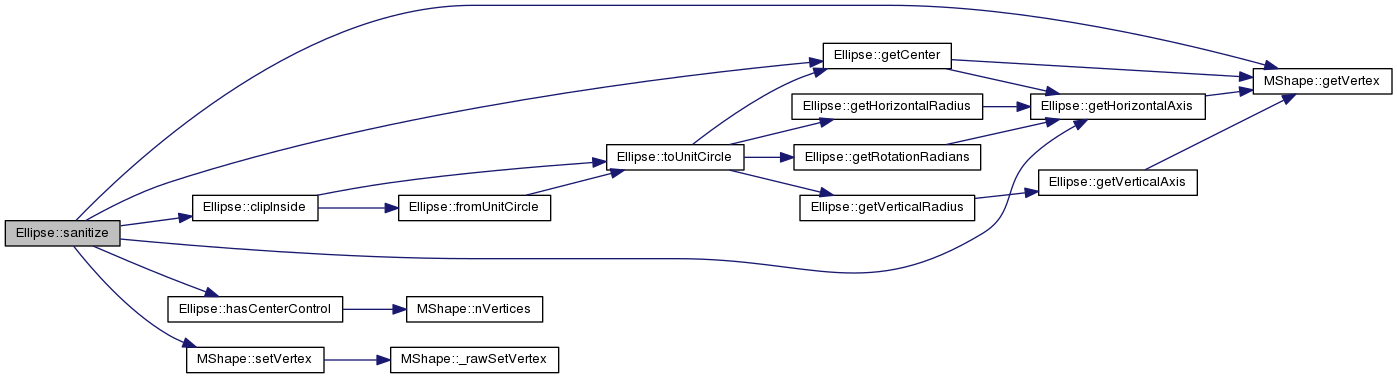 Ellipse::getCenter
MShape::getVertex
Ellipse::getHorizontalRadius
Ellipse::getHorizontalAxis
Ellipse::toUnitCircle
Ellipse::getRotationRadians
Ellipse::getVerticalAxis
Ellipse::clipInside
Ellipse::fromUnitCircle
Ellipse::getVerticalRadius
Ellipse::sanitize
Ellipse::hasCenterControl
MShape::nVertices
MShape::setVertex
MShape::_rawSetVertex